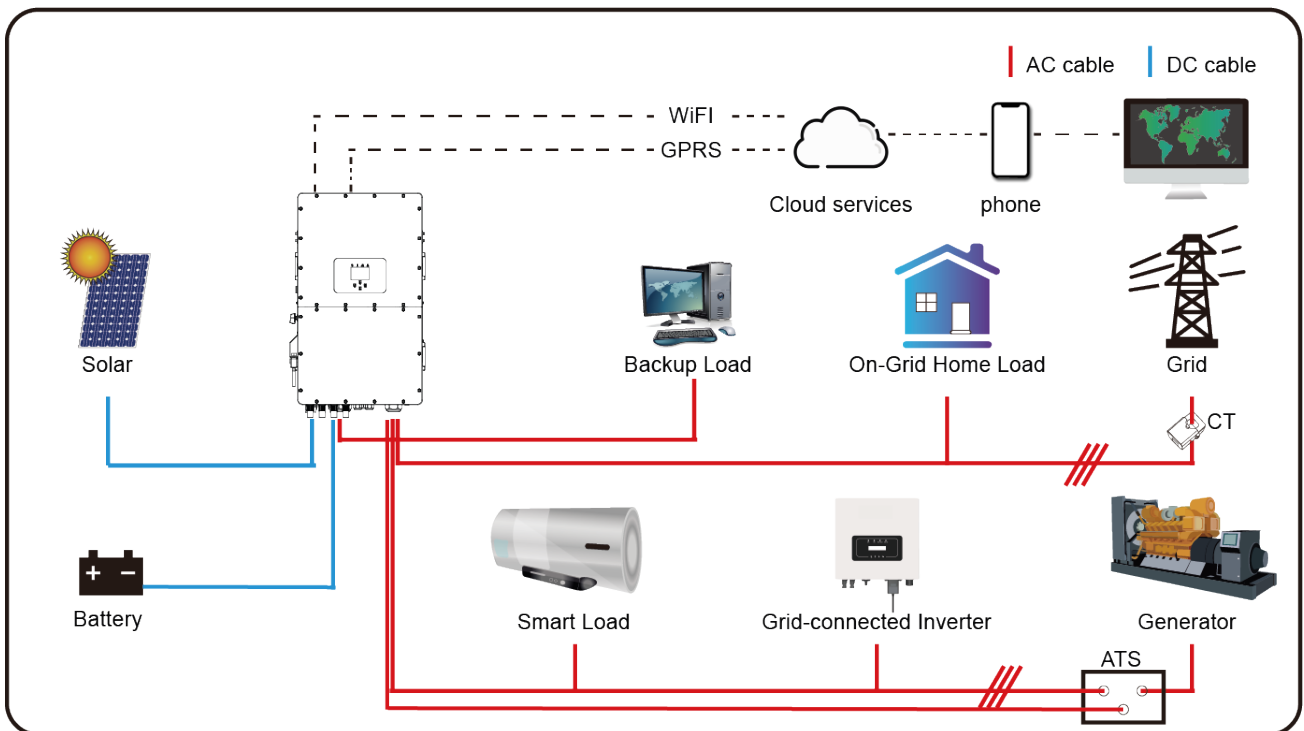 AC cable
DC cable
WiFI
GPRS
Cloud services
phone
Solar
Backup Load
On-Grid Home Load
Grid
CT
Battery
Smart Load
Grid-connected Inverter
Generator
ATS